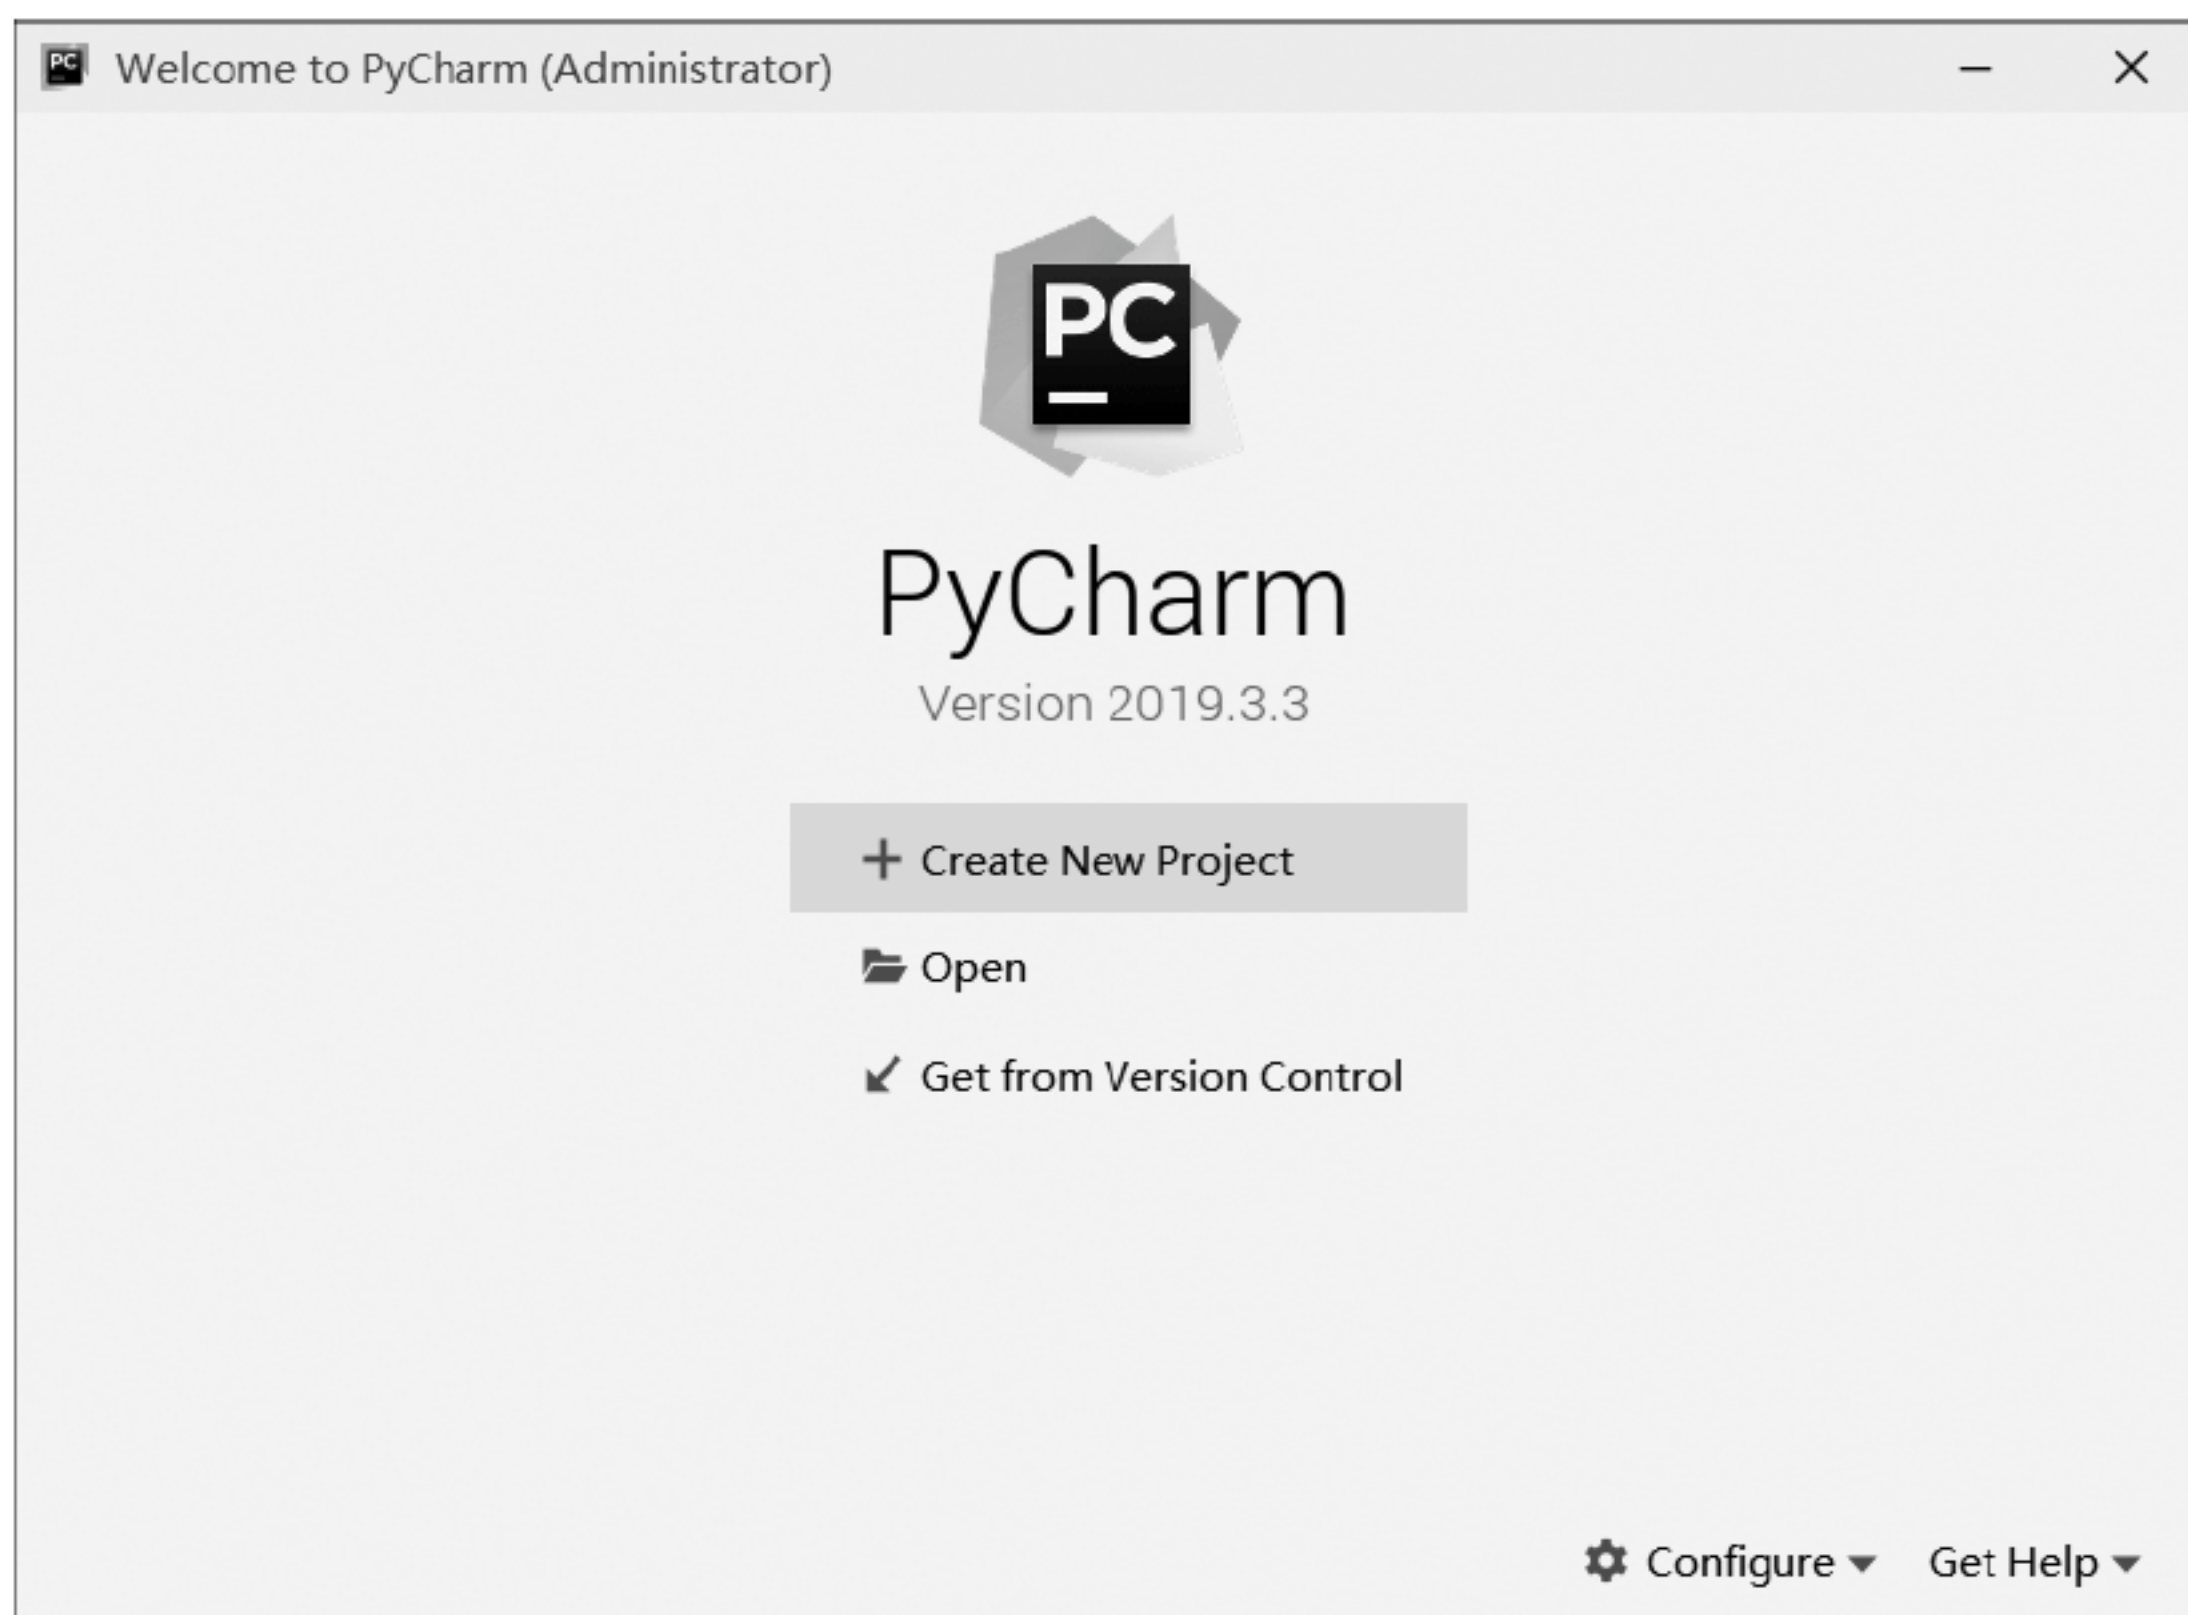 PC Welcome to PyCharm (Administrator)
PC
PyCharm
Version 2019.3.3
Create New Project
Open
Get from Version Control
Configure Get Help